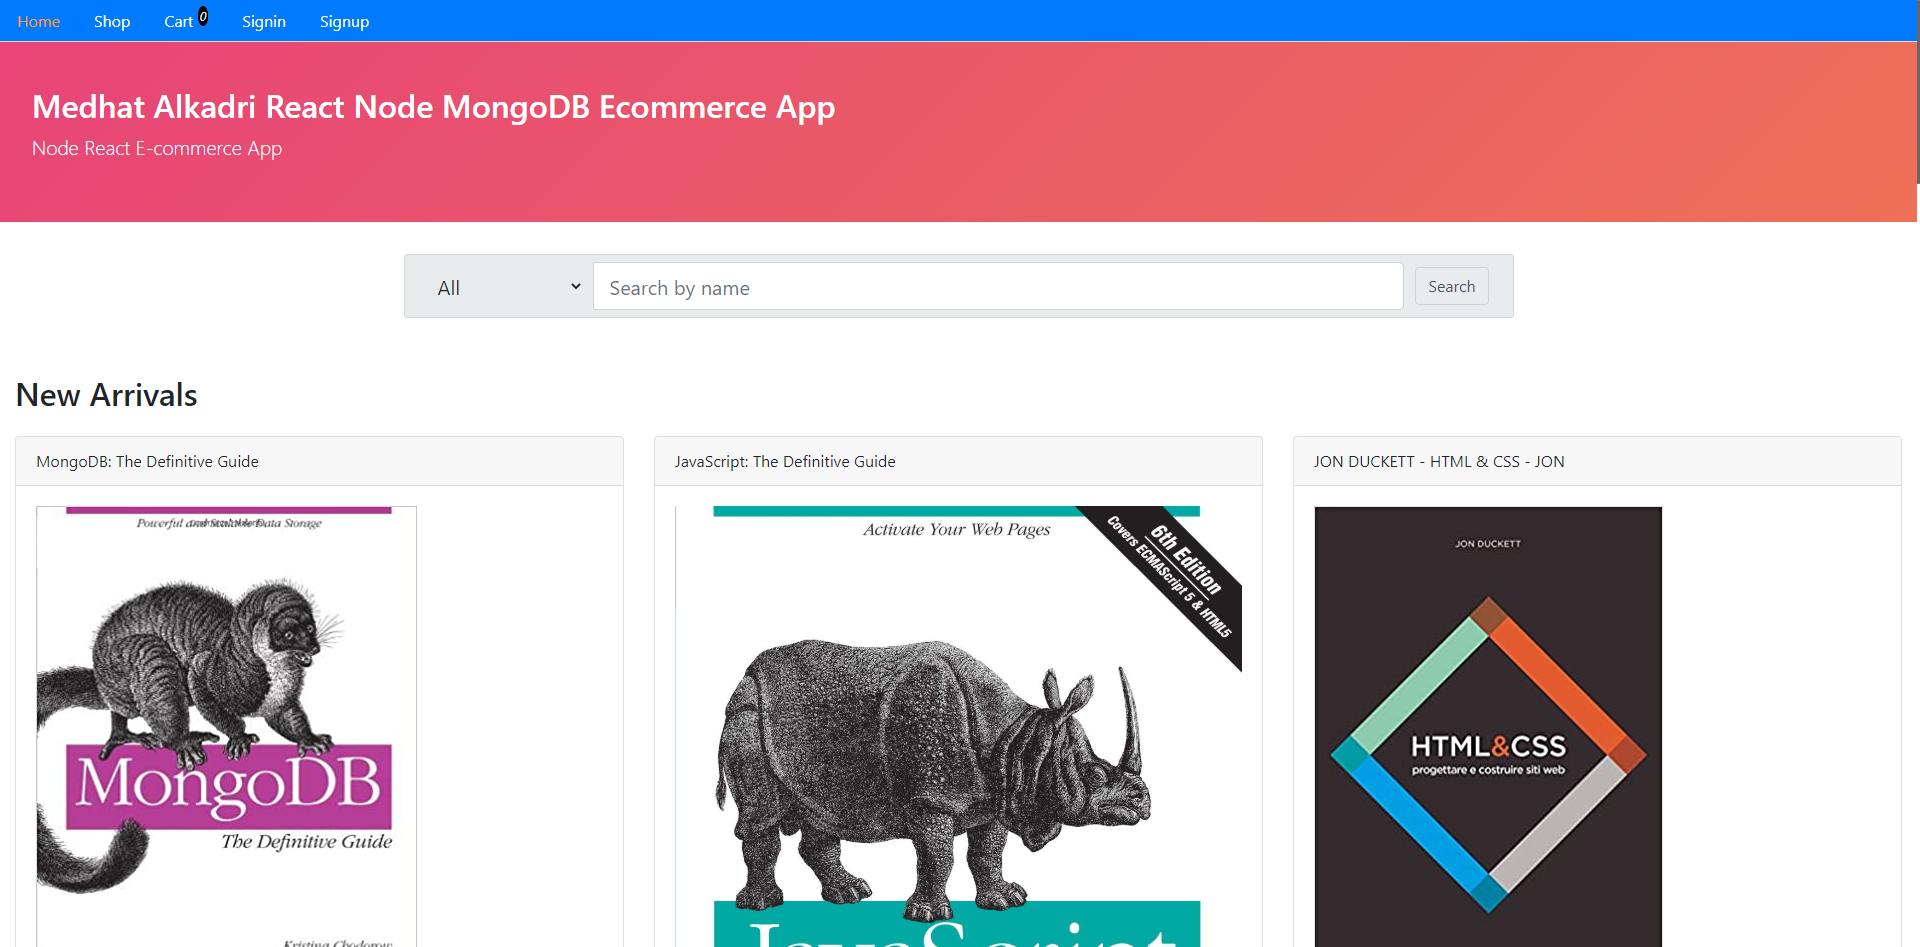 Home Shop Cart 0 Signin Signup
Medhat Alkadri React Node MongoDB Ecommerce App
Node React E-commerce App
All Search by name Search
New Arrivals
MongoDB: The Definitive Guide
Powerful and Scalable Data Storage
MongoDB
The Definitive Guide
Kristina Chodorow
JavaScript: The Definitive Guide
Activate Your Web Pages
6th Edition
Covers ECMAScript 5 & HTML5
JavaScript
JON DUCKETT - HTML & CSS - JON
JON DUCKETT
HTML&CSS
progettare e costruire siti web